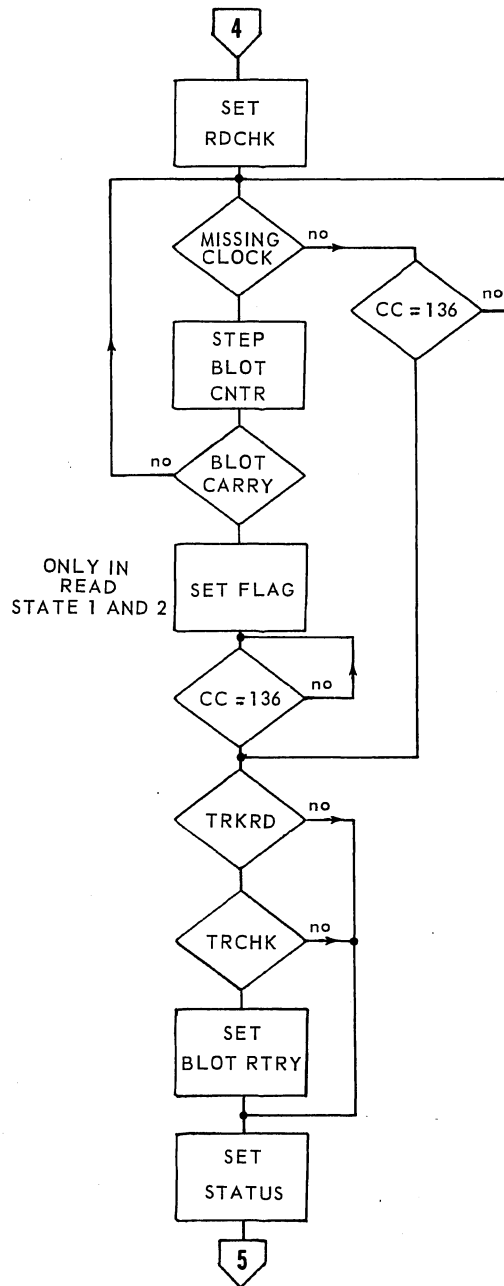 4
SET
RDCHK
MISSING
CLOCK
no
CC = 136
no
STEP
BLOT
CNTR
BLOT
CARRY
no
ONLY IN
READ
STATE 1 AND 2
SET FLAG
CC = 136
no
TRKRD
no
TRCHK
no
SET
BLOT RTRY
SET
STATUS
5